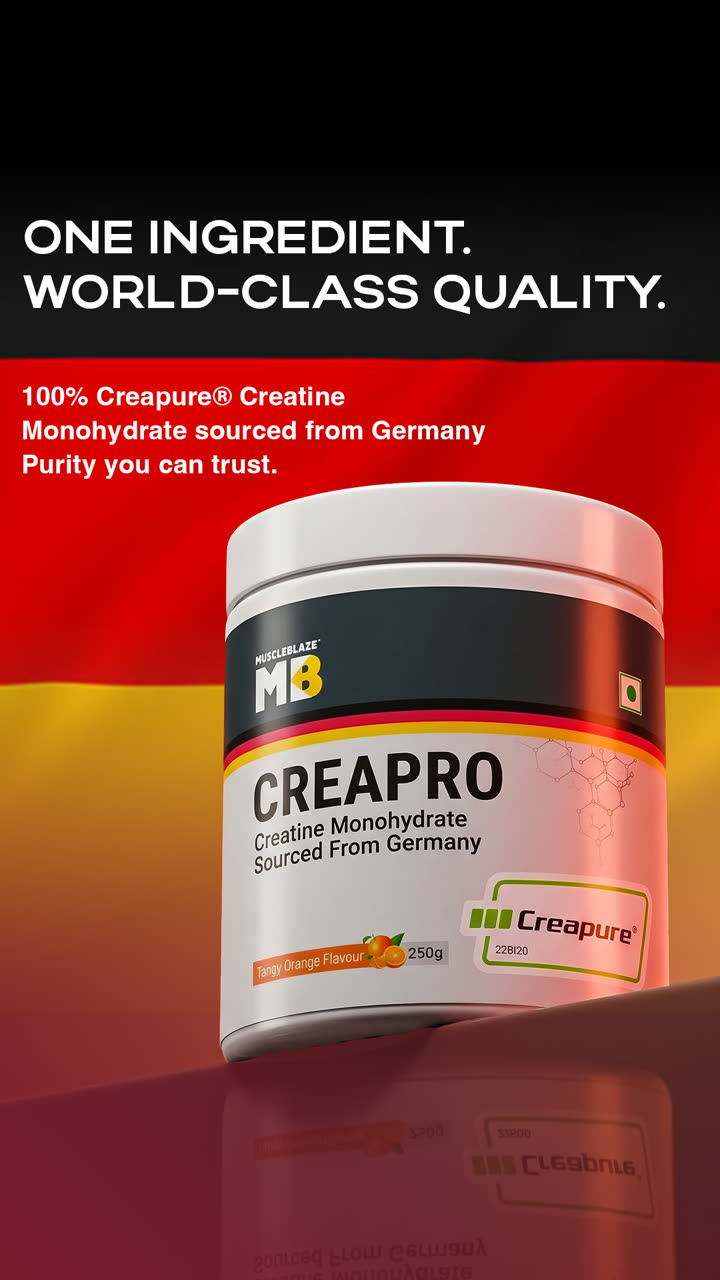 ONE INGREDIENT.
WORLD-CLASS QUALITY.
100% Creapure® Creatine
Monohydrate sourced from Germany
Purity you can trust.
MUSCLEBLAZE
MB
CREAPRO
Creatine Monohydrate
Sourced From Germany
Creapure®
22BI20
Tangy Orange Flavour 250g